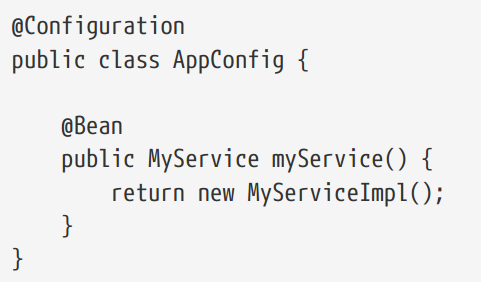 @Configuration
public class AppConfig {
    @Bean
    public MyService myService() {
        return new MyServiceImpl();
    }
}